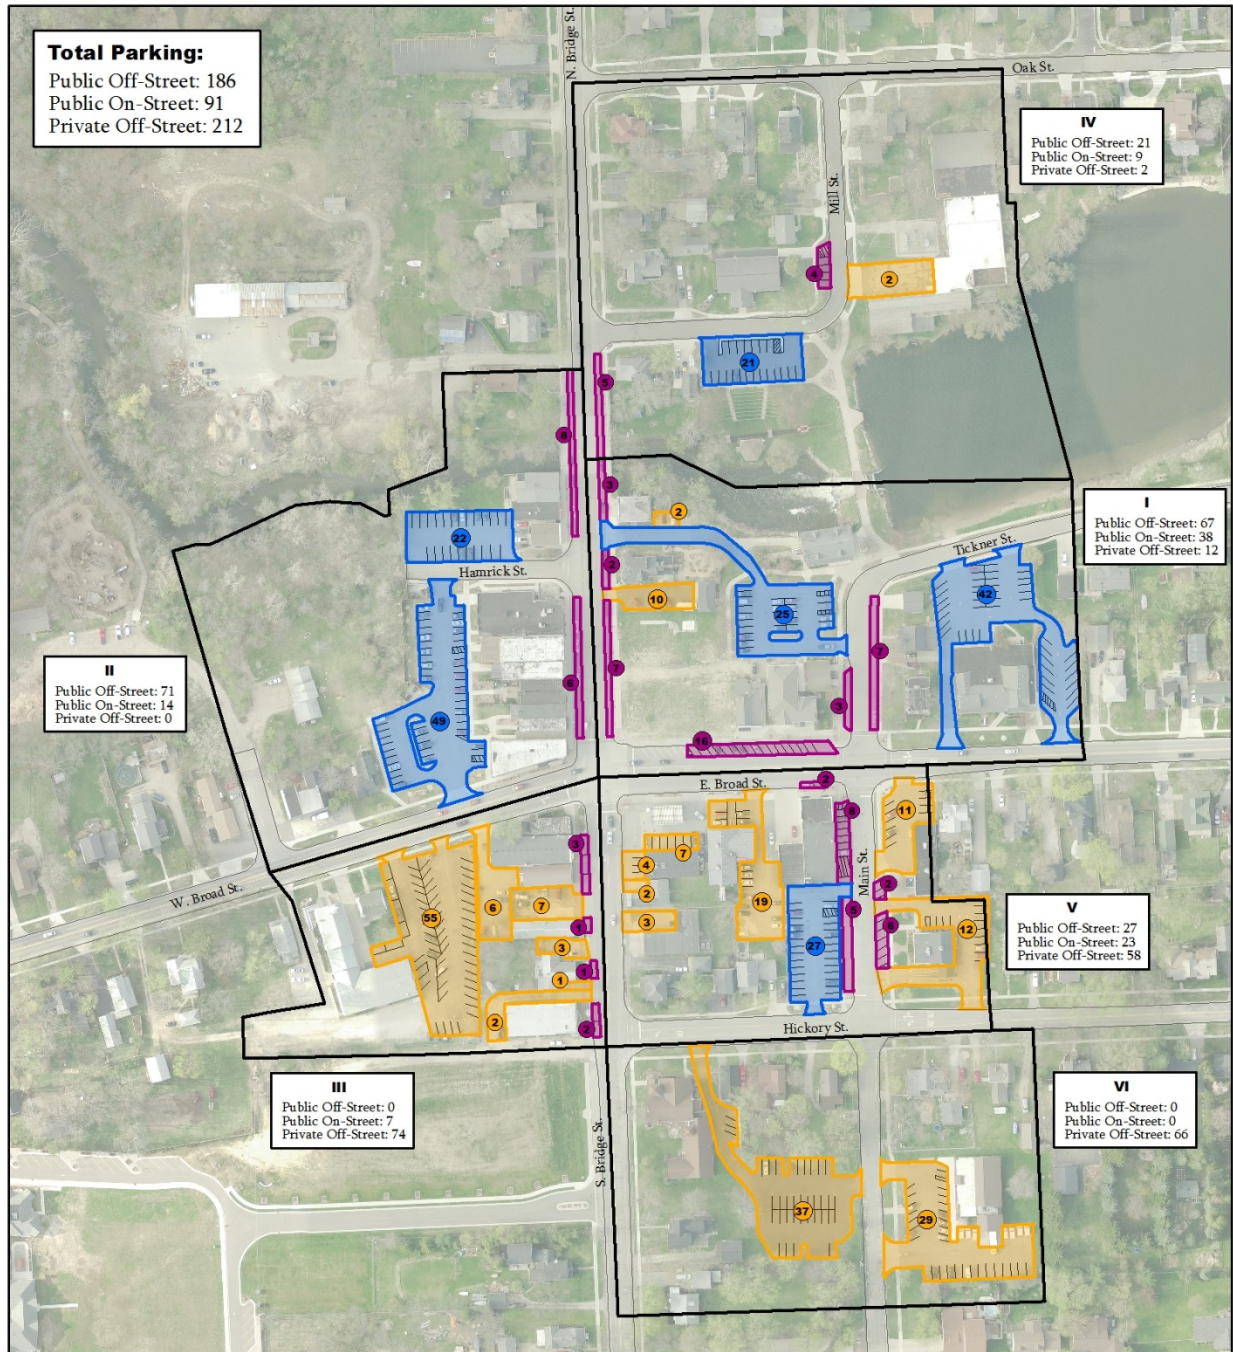 Total Parking:
Public Off-Street: 186
Public On-Street: 91
Private Off-Street: 212
N. Bridge St.
Oak St.
IV
Public Off-Street: 21
Public On-Street: 9
Private Off-Street: 2
Mill St.
4
2
21
5
8
3
I
Public Off-Street: 67
Public On-Street: 38
Private Off-Street: 12
2
22
Tickner St.
Hamrick St.
2
10
25
42
7
7
II
Public Off-Street: 71
Public On-Street: 14
Private Off-Street: 0
6
3
49
16
E. Broad St.
2
8
11
3
4
7
Main St.
W. Broad St.
2
2
55
6
7
19
5
V
Public Off-Street: 27
Public On-Street: 23
Private Off-Street: 58
1
3
6
12
3
27
1
1
2
2
Hickory St.
III
Public Off-Street: 0
Public On-Street: 7
Private Off-Street: 74
VI
Public Off-Street: 0
Public On-Street: 0
Private Off-Street: 66
S. Bridge St.
37
29